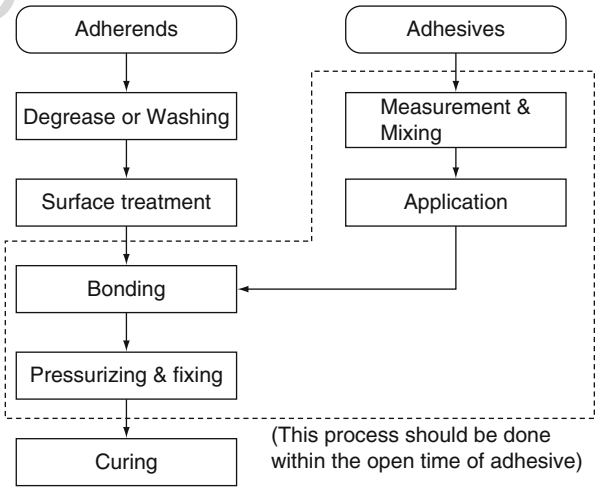 Adherends
Degrease or Washing
Surface treatment
Bonding
Pressurizing & fixing
Curing
Adhesives
Measurement &
Mixing
Application
(This process should be done
within the open time of adhesive)